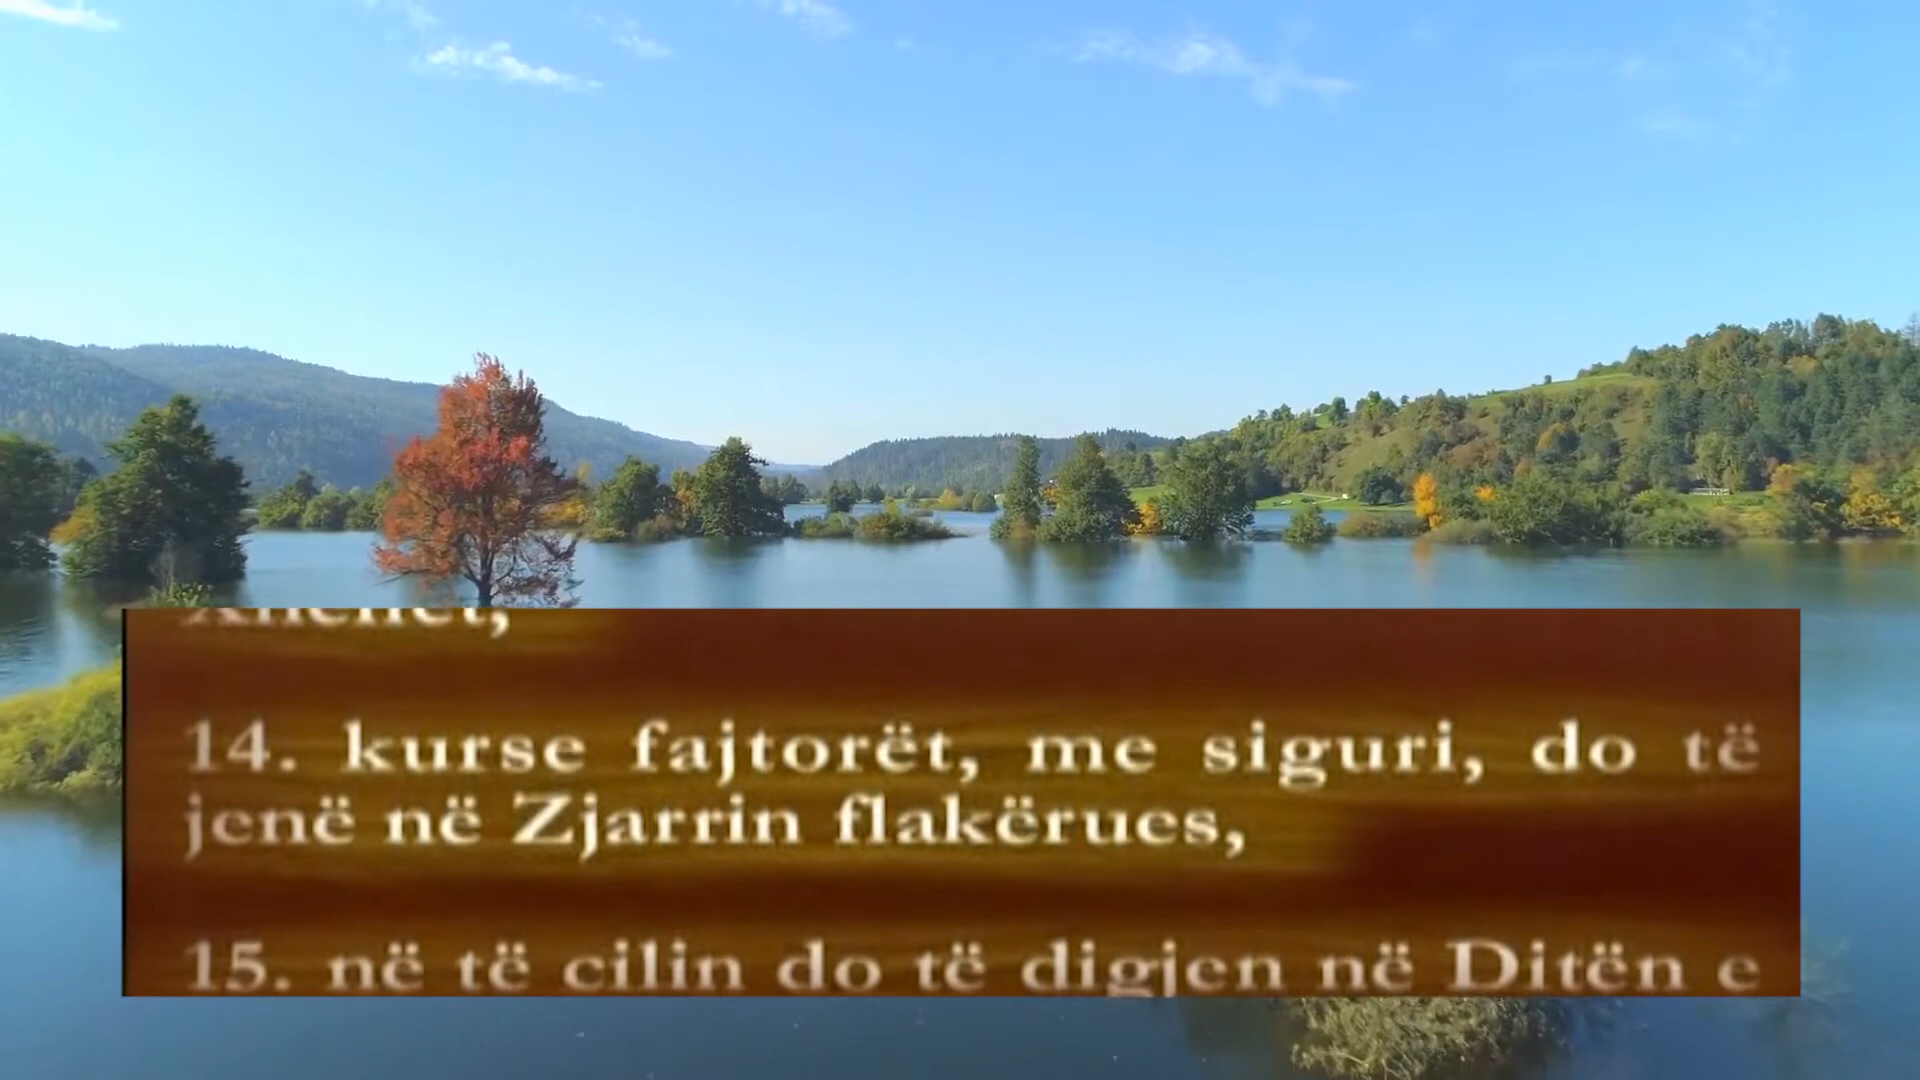 14. kurse fajtorët, me siguri, do të
jenë në Zjarrin flakërues,
15. në të cilin do të digjen në Ditën e